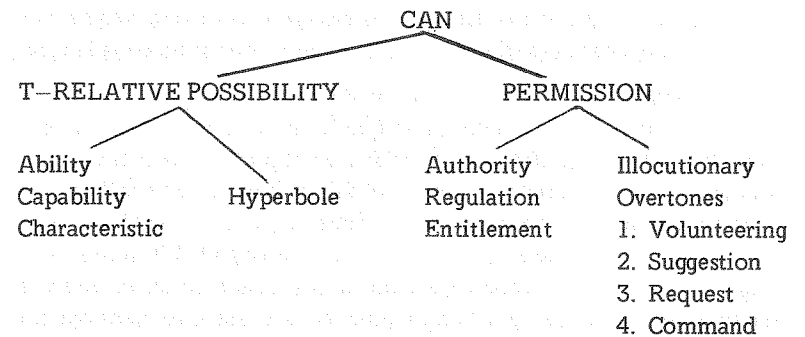 CAN
T-RELATIVE POSSIBILITY
PERMISSION
Ability
Capability
Characteristic
Hyperbole
Authority
Regulation
Entitlement
Illocutionary
Overtones
1. Volunteering
2. Suggestion
3. Request
4. Command